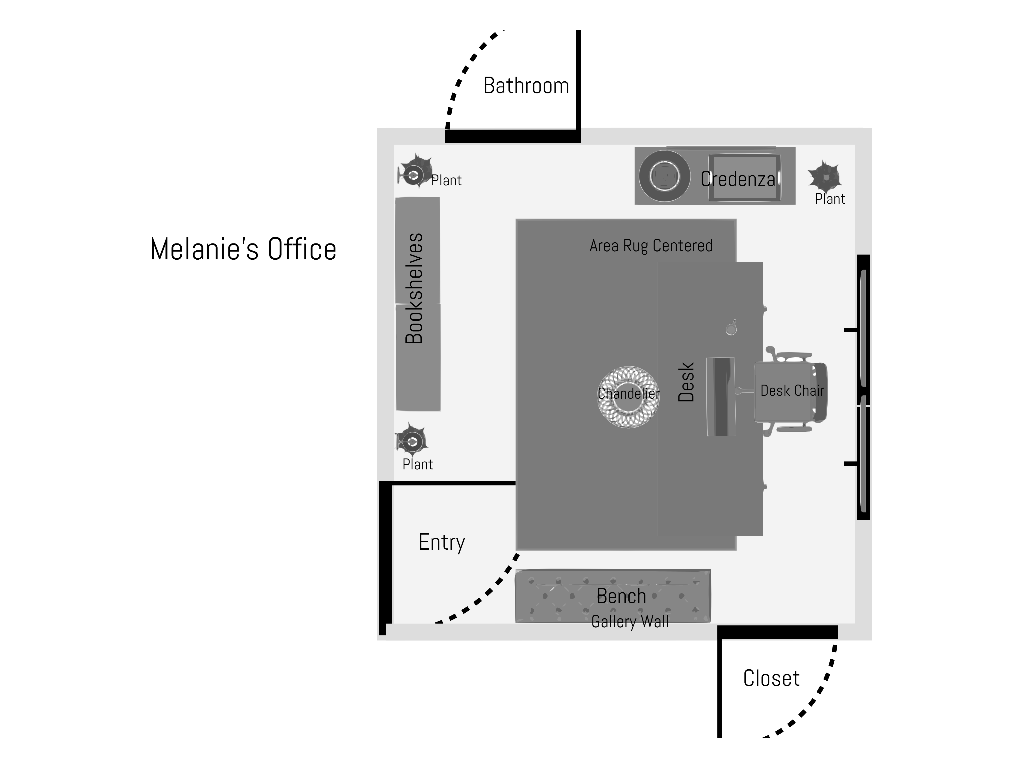 Bathroom
Plant
Credenza
Plant
Melanie's Office
Area Rug Centered
Bookshelves
Desk
Chandelier
Desk Chair
Plant
Entry
Bench
Gallery Wall
Closet